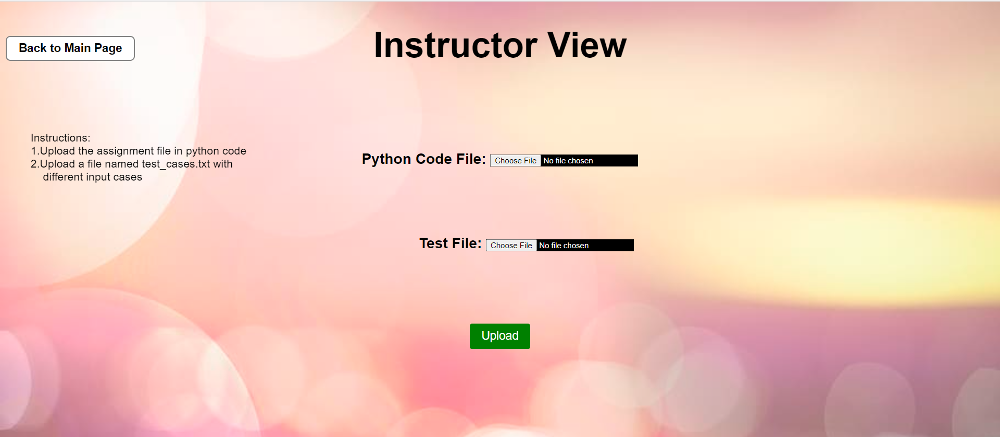 Back to Main Page
Instructor View
Instructions:
1.Upload the assignment file in python code
2.Upload a file named test_cases.txt with
different input cases
Python Code File: Choose File No file chosen
Test File: Choose File No file chosen
Upload